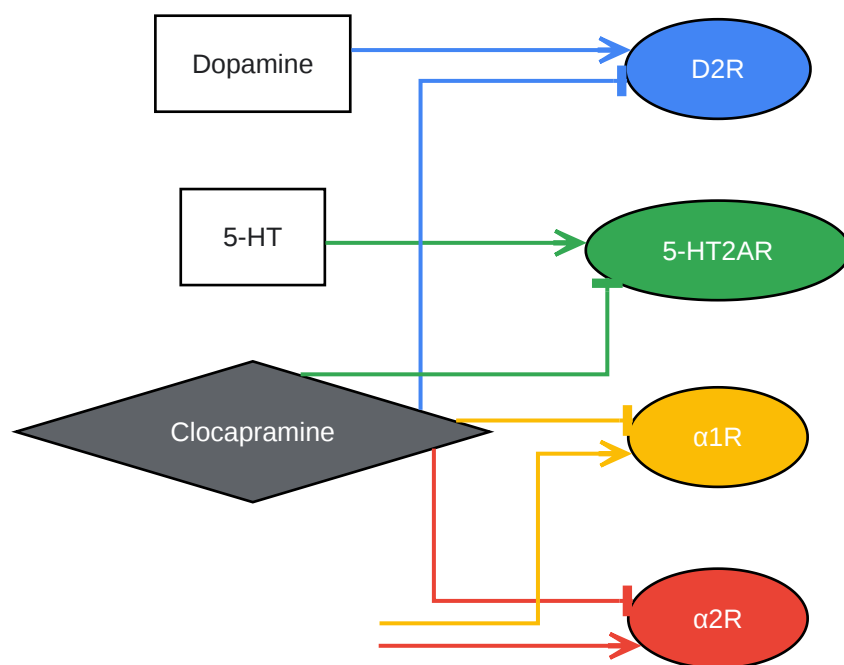 Dopamine
D2R
5-HT
5-HT2AR
Clocapramine
α1R
α2R